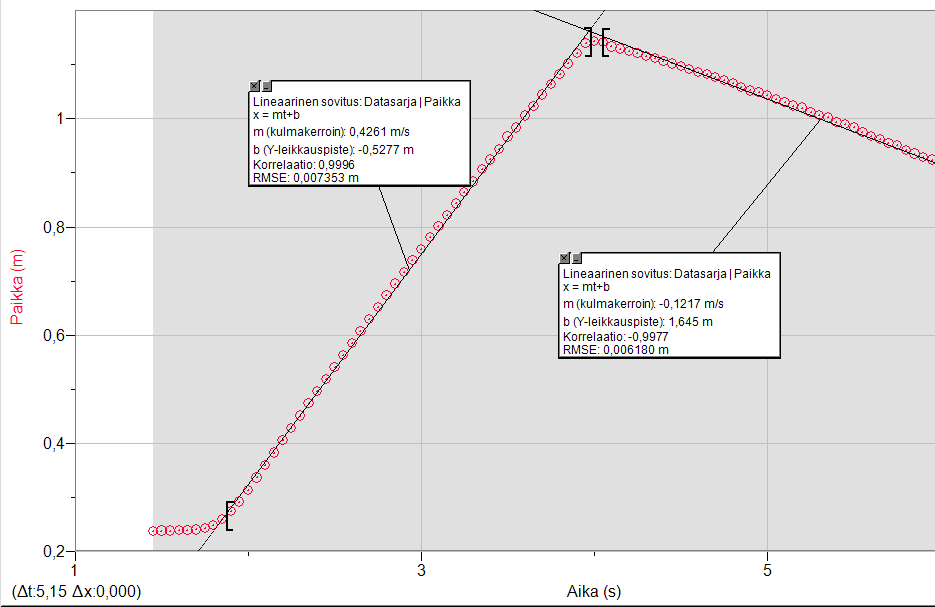 Paikka (m)
1
0,8
0,6
0,4
0,2
Lineaarinen sovitus: Datasarja | Paikka
x = mt+b
m (kulmakerroin): 0,4261 m/s
b (Y-leikkauspiste): -0,5277 m
Korrelaatio: 0,9996
RMSE: 0,007353 m
Lineaarinen sovitus: Datasarja | Paikka
x = mt+b
m (kulmakerroin): -0,1217 m/s
b (Y-leikkauspiste): 1,645 m
Korrelaatio: -0,9977
RMSE: 0,006180 m
1
3
5
(Δt:5,15 Δx:0,000)
Aika (s)